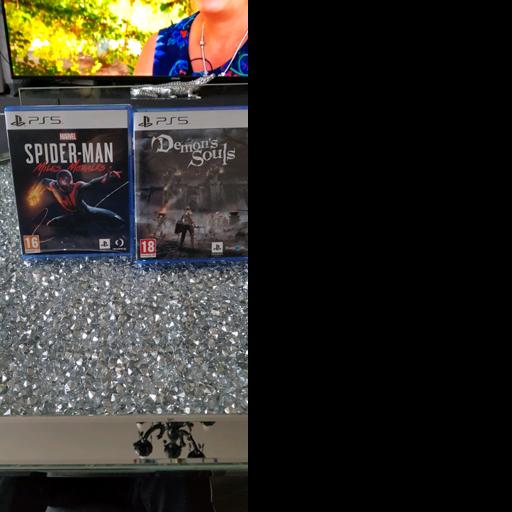 PS5
MARVEL
SPIDER-MAN
MILES MORALES
16
PS5
Demon's
Souls
18